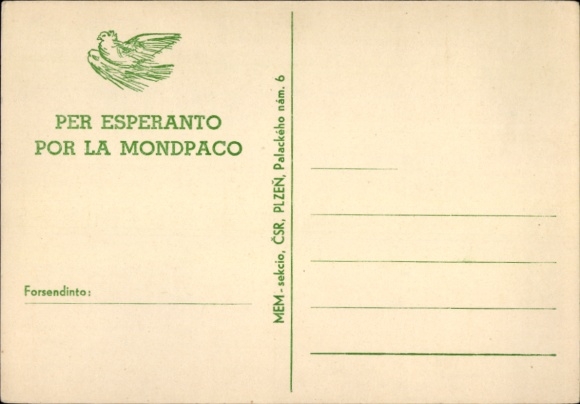 PER ESPERANTO
POR LA MONDPACO
Forsendinto:
MEM-sekcio, ČSR, PLZEŇ, Palackého nám. 6